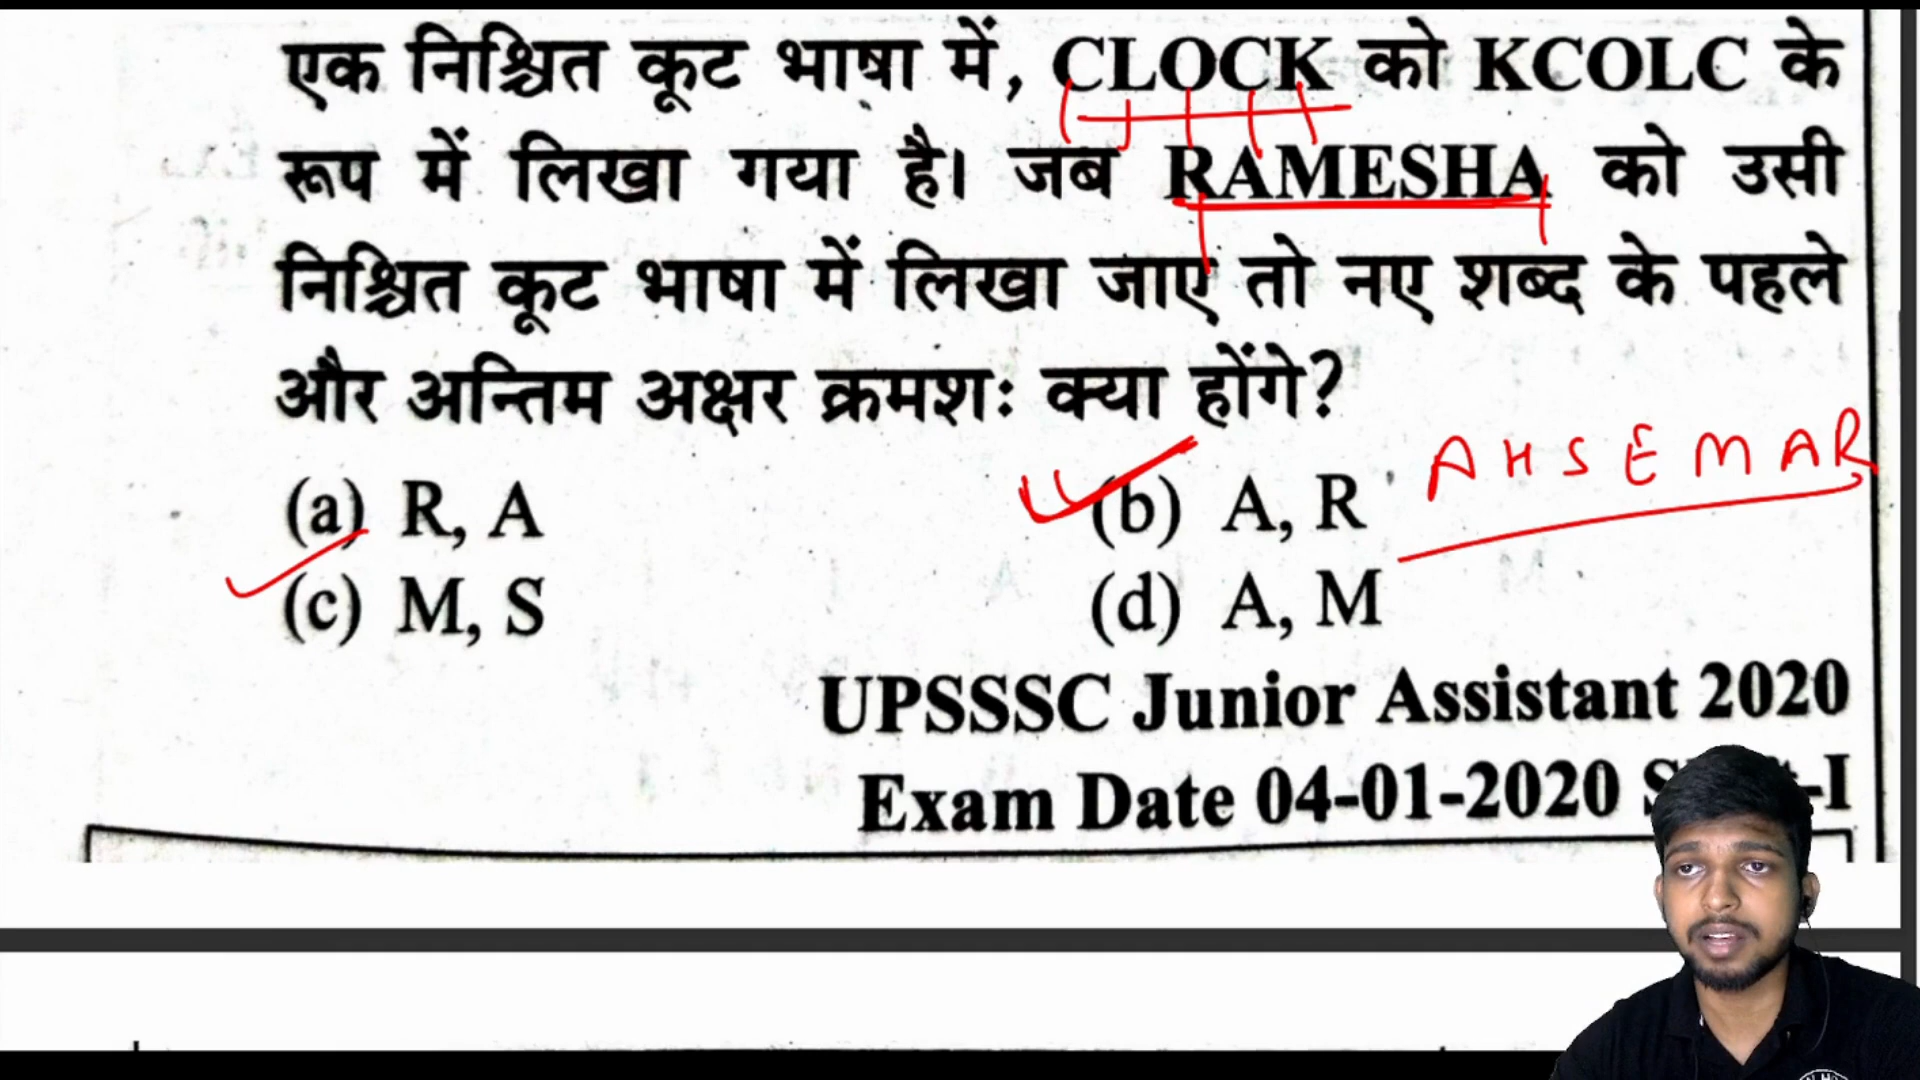 एक निश्चित कूट भाषा में, CLOCK को KCOLC के
रूप में लिखा गया है। जब RAMESHA को उसी
निश्चित कूट भाषा में लिखा जाए तो नए शब्द के पहले
और अन्तिम अक्षर क्रमशः क्या होंगे?
(a) R, A (b) A, R AHSEMAR
(c) M, S (d) A, M
UPSSSC Junior Assistant 2020
Exam Date 04-01-2020